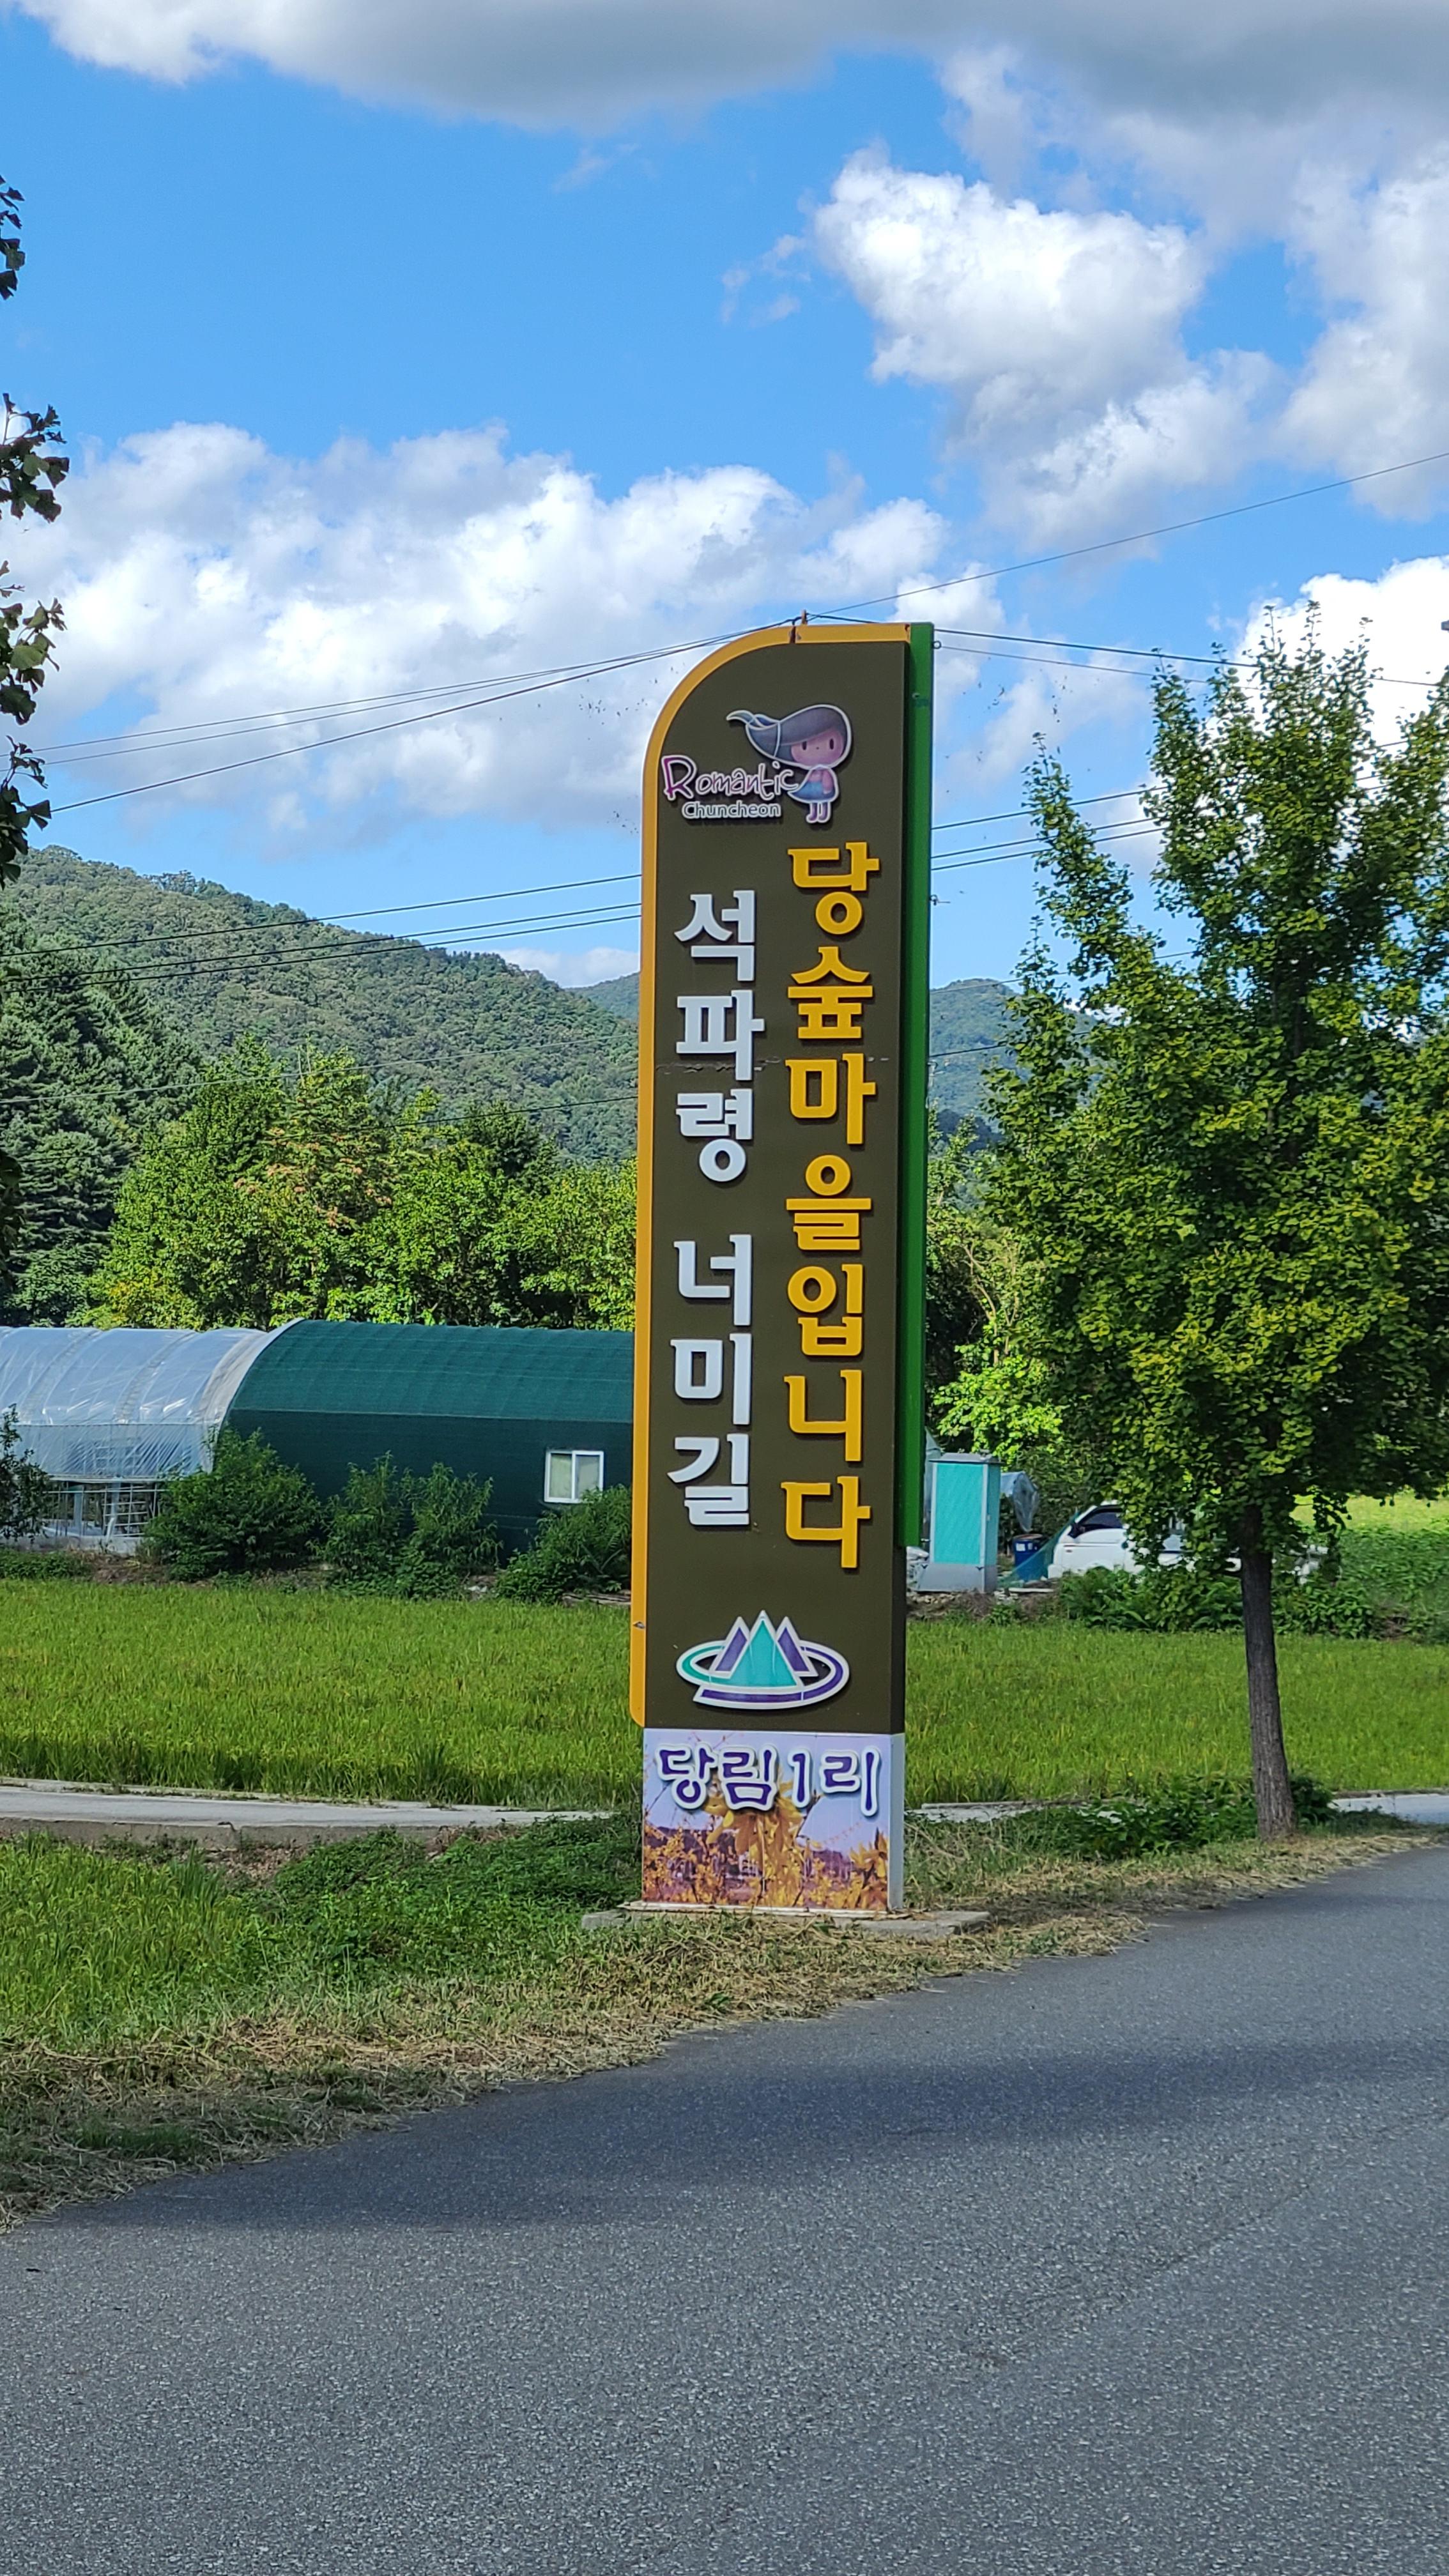 Romantic
Chuncheon
석파령 너미길
당숲마을입니다
당림1리